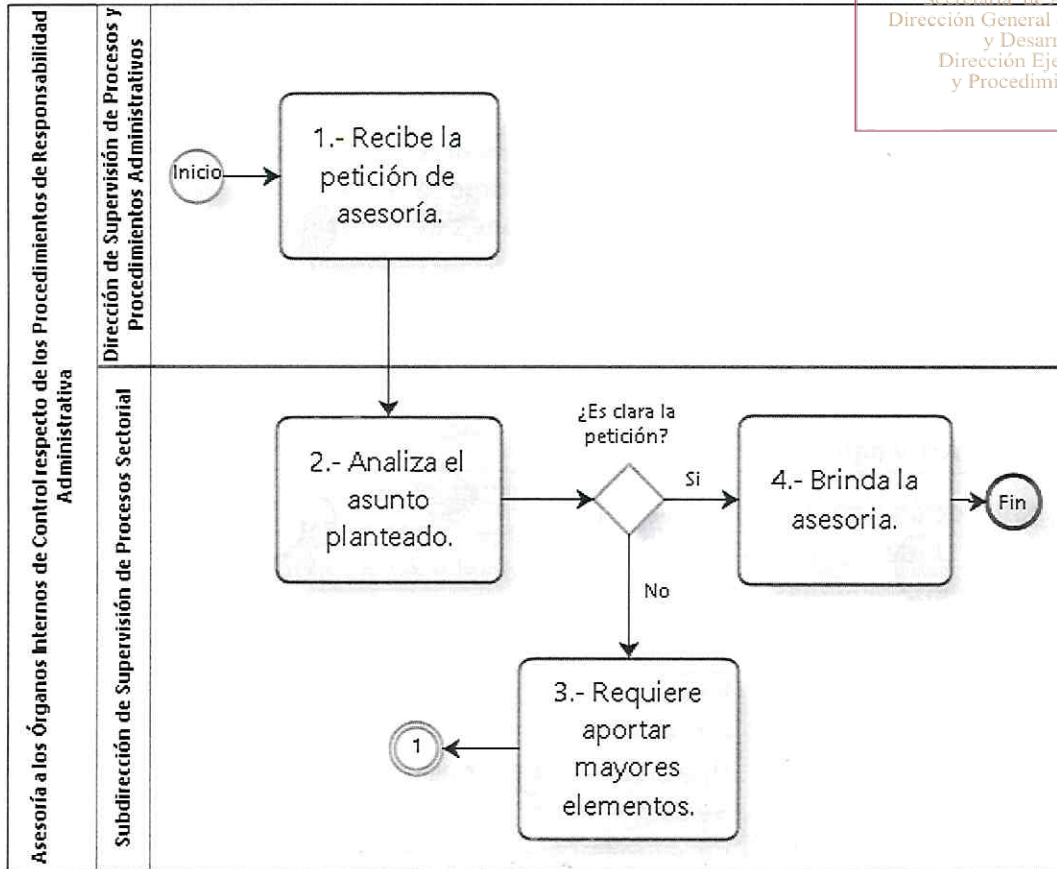 Dirección General
y Desarr
Dirección Eje
y Procedimi
Asesoría a los Órganos Internos de Control respecto de los Procedimientos de Responsabilidad
Administrativa
Dirección de Supervisión de Procesos y
Procedimientos Administrativos
Inicio
1.- Recibe la
petición de
asesoría.
Subdirección de Supervisión de Procesos Sectorial
2.- Analiza el
asunto
planteado.
¿Es clara la
petición?
Si
4.- Brinda la
asesoria.
Fin
No
3.- Requiere
aportar
mayores
elementos.
1